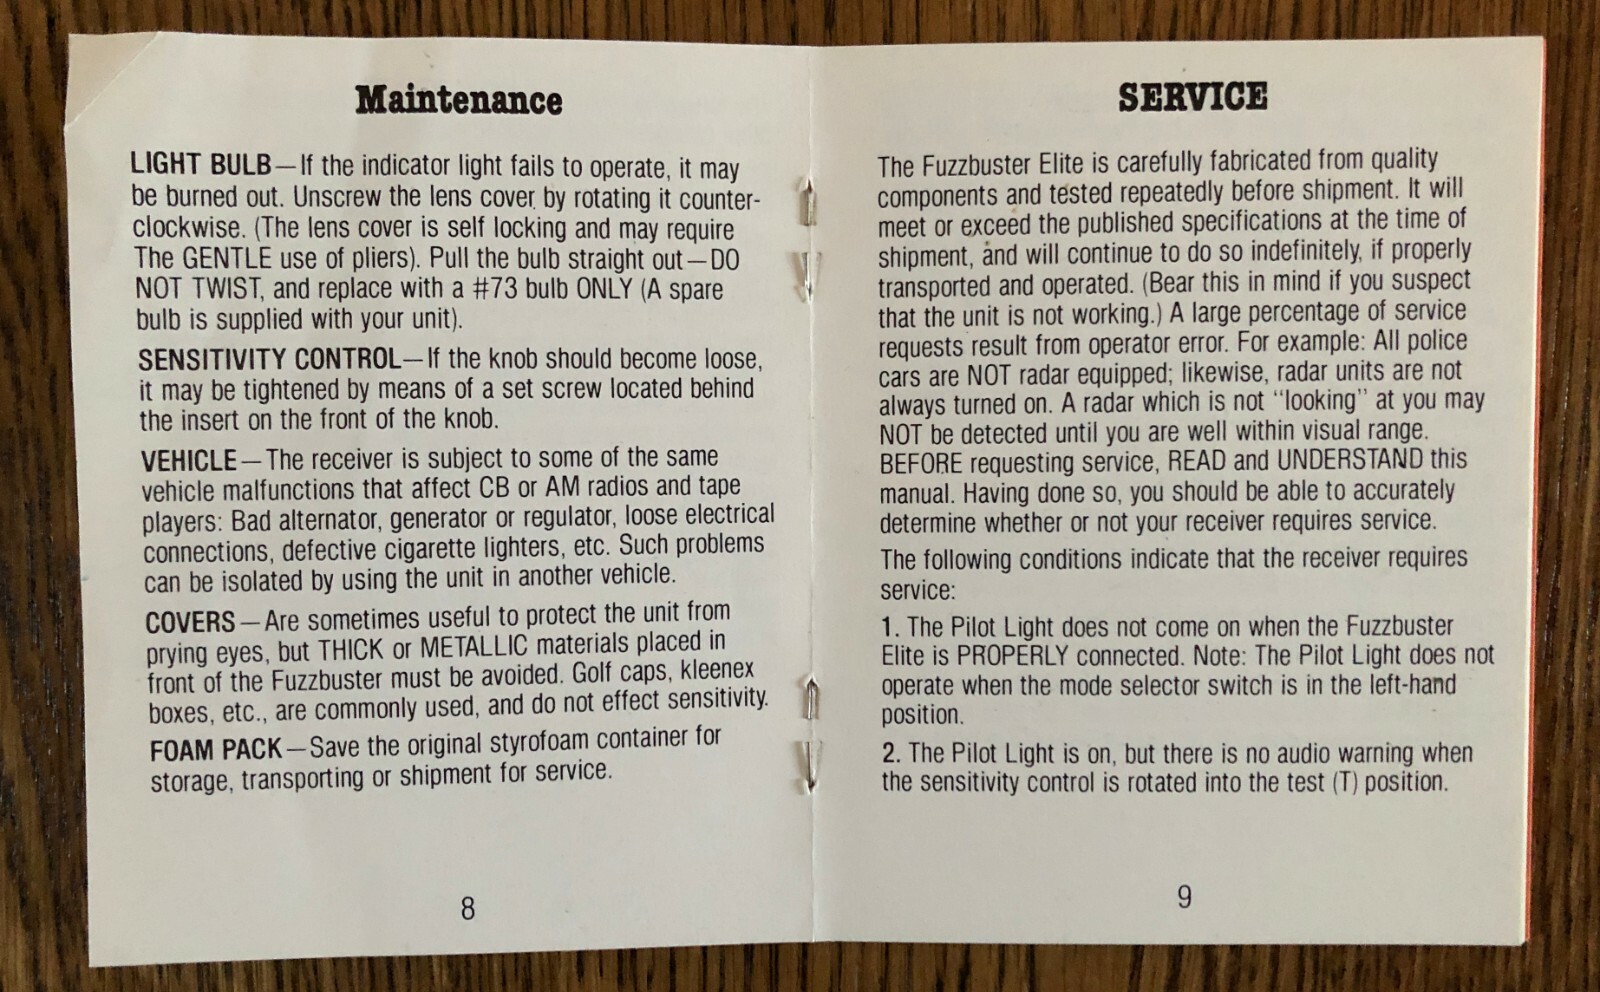 Maintenance
LIGHT BULB—If the indicator light fails to operate, it may
be burned out. Unscrew the lens cover by rotating it counter-
clockwise. (The lens cover is self locking and may require
The GENTLE use of pliers). Pull the bulb straight out—DO
NOT TWIST, and replace with a #73 bulb ONLY (A spare
bulb is supplied with your unit).
SENSITIVITY CONTROL—If the knob should become loose,
it may be tightened by means of a set screw located behind
the insert on the front of the knob.
VEHICLE—The receiver is subject to some of the same
vehicle malfunctions that affect CB or AM radios and tape
players: Bad alternator, generator or regulator, loose electrical
connections, defective cigarette lighters, etc. Such problems
can be isolated by using the unit in another vehicle.
COVERS—Are sometimes useful to protect the unit from
prying eyes, but THICK or METALLIC materials placed in
front of the Fuzzbuster must be avoided. Golf caps, kleenex
boxes, etc., are commonly used, and do not effect sensitivity.
FOAM PACK—Save the original styrofoam container for
storage, transporting or shipment for service.
8
SERVICE
The Fuzzbuster Elite is carefully fabricated from quality
components and tested repeatedly before shipment. It will
meet or exceed the published specifications at the time of
shipment, and will continue to do so indefinitely, if properly
transported and operated. (Bear this in mind if you suspect
that the unit is not working.) A large percentage of service
requests result from operator error. For example: All police
cars are NOT radar equipped; likewise, radar units are not
always turned on. A radar which is not "looking" at you may
NOT be detected until you are well within visual range.
BEFORE requesting service, READ and UNDERSTAND this
manual. Having done so, you should be able to accurately
determine whether or not your receiver requires service.
The following conditions indicate that the receiver requires
service:
1. The Pilot Light does not come on when the Fuzzbuster
Elite is PROPERLY connected. Note: The Pilot Light does not
operate when the mode selector switch is in the left-hand
position.
2. The Pilot Light is on, but there is no audio warning when
the sensitivity control is rotated into the test (T) position.
9